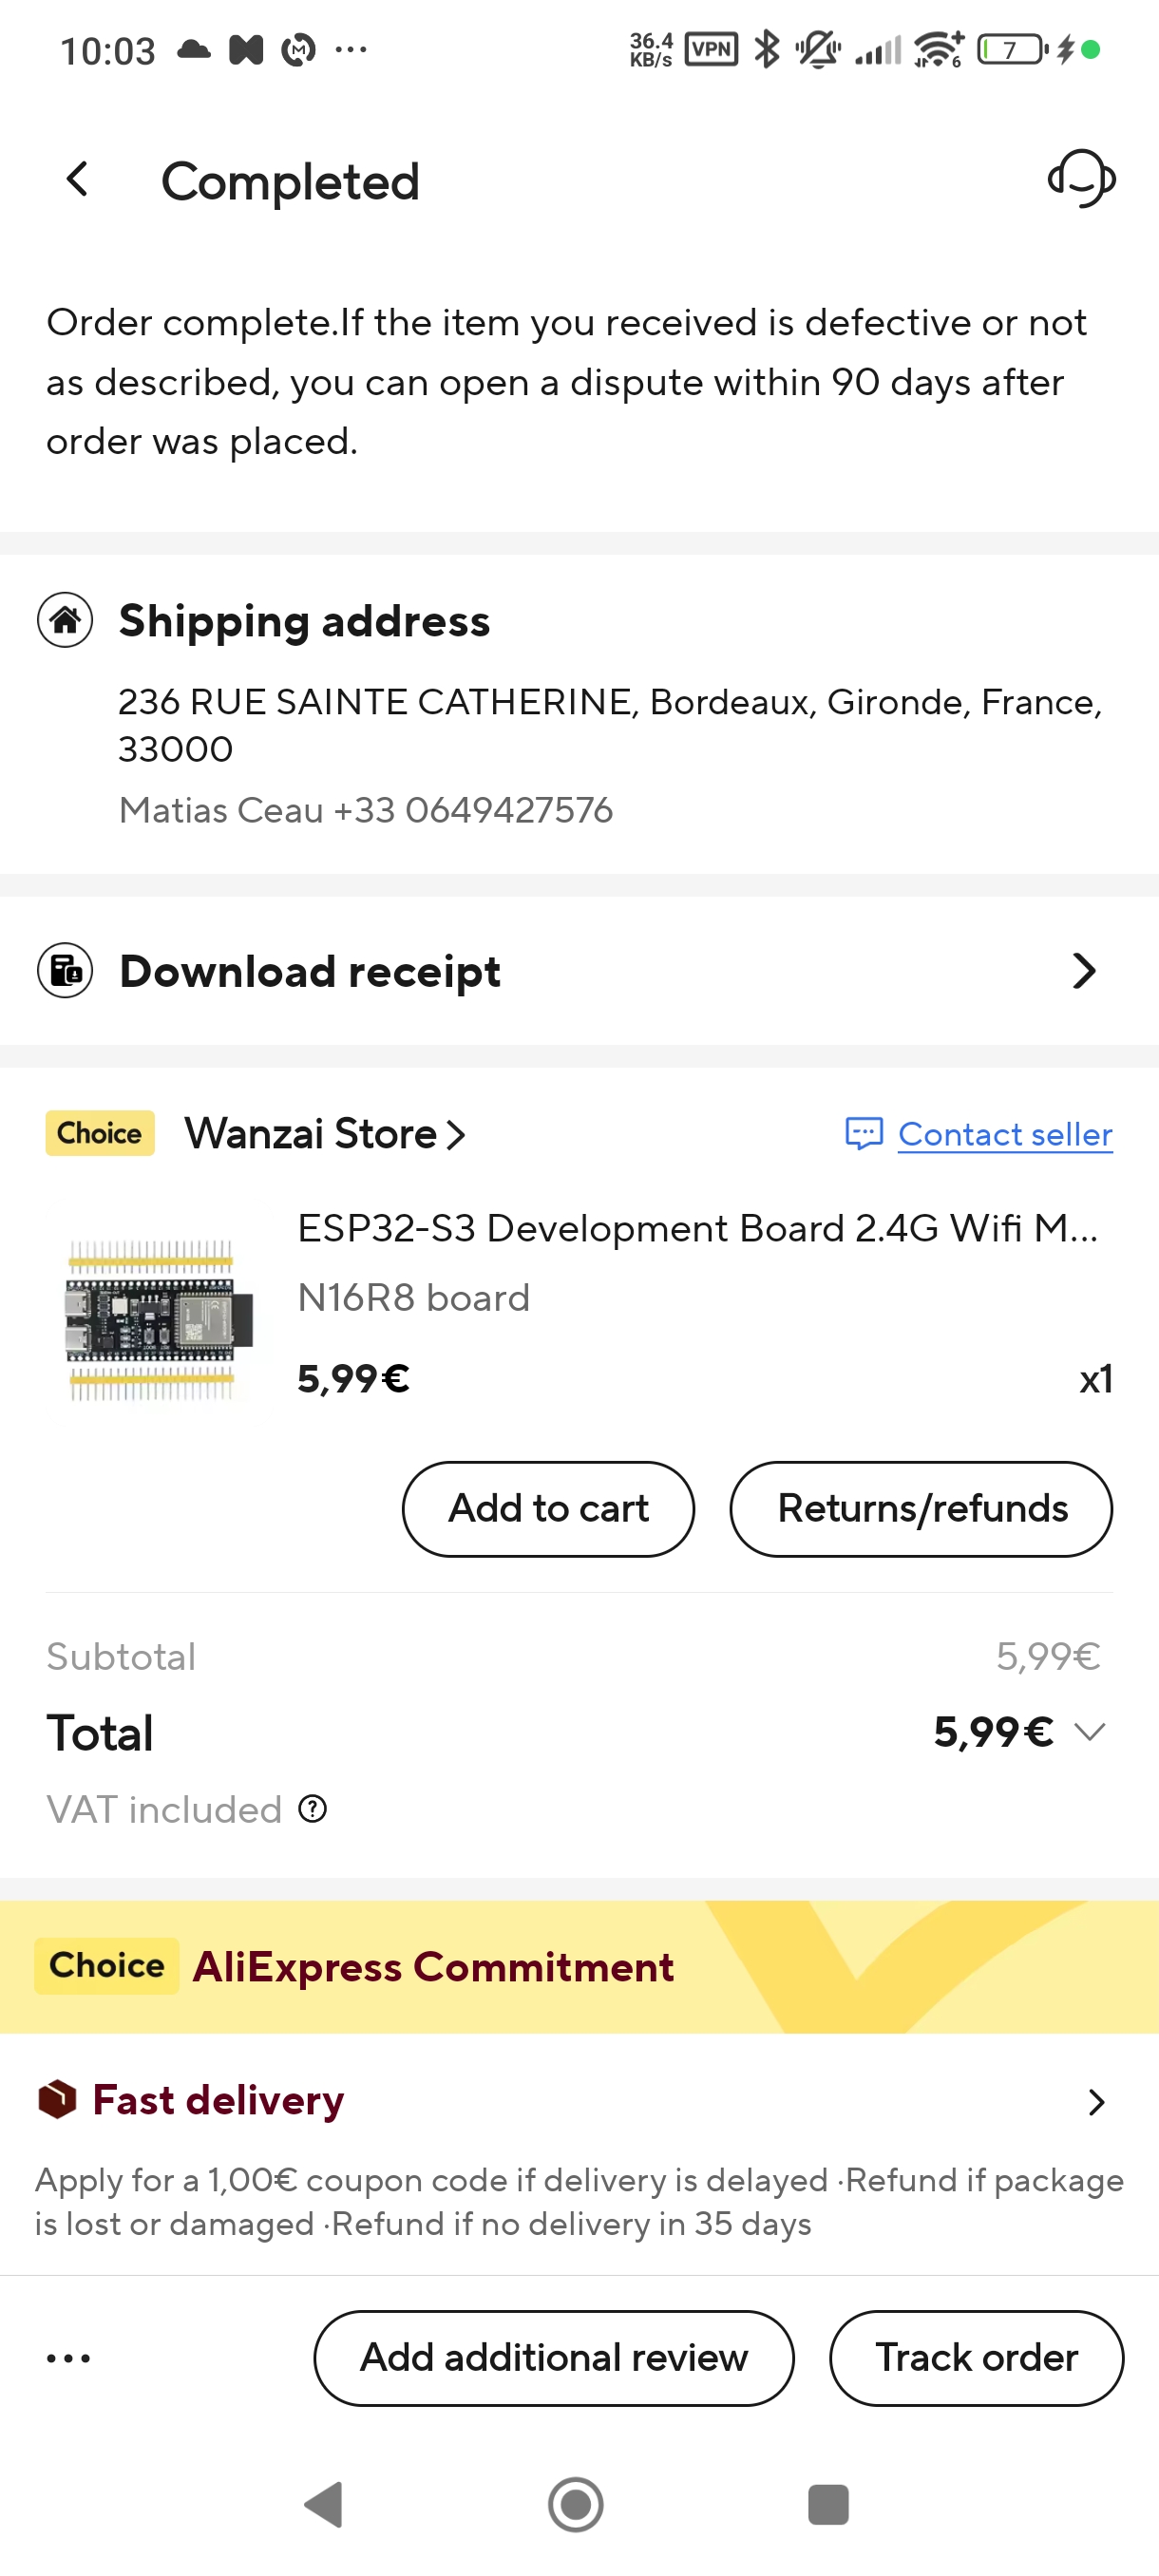 10:03
36.4
KB/s
VPN
6
7
Completed
Order complete.If the item you received is defective or not
as described, you can open a dispute within 90 days after
order was placed.
Shipping address
236 RUE SAINTE CATHERINE, Bordeaux, Gironde, France,
33000
Matias Ceau +33 0649427576
Download receipt
Choice
Wanzai Store
Contact seller
ESP32-S3 Development Board 2.4G Wifi M...
N16R8 board
5,99€
x1
Add to cart
Returns/refunds
Subtotal
5,99€
Total
5,99€
VAT included
Choice
AliExpress Commitment
Fast delivery
Apply for a 1,00€ coupon code if delivery is delayed ·Refund if package
is lost or damaged ·Refund if no delivery in 35 days
Add additional review
Track order